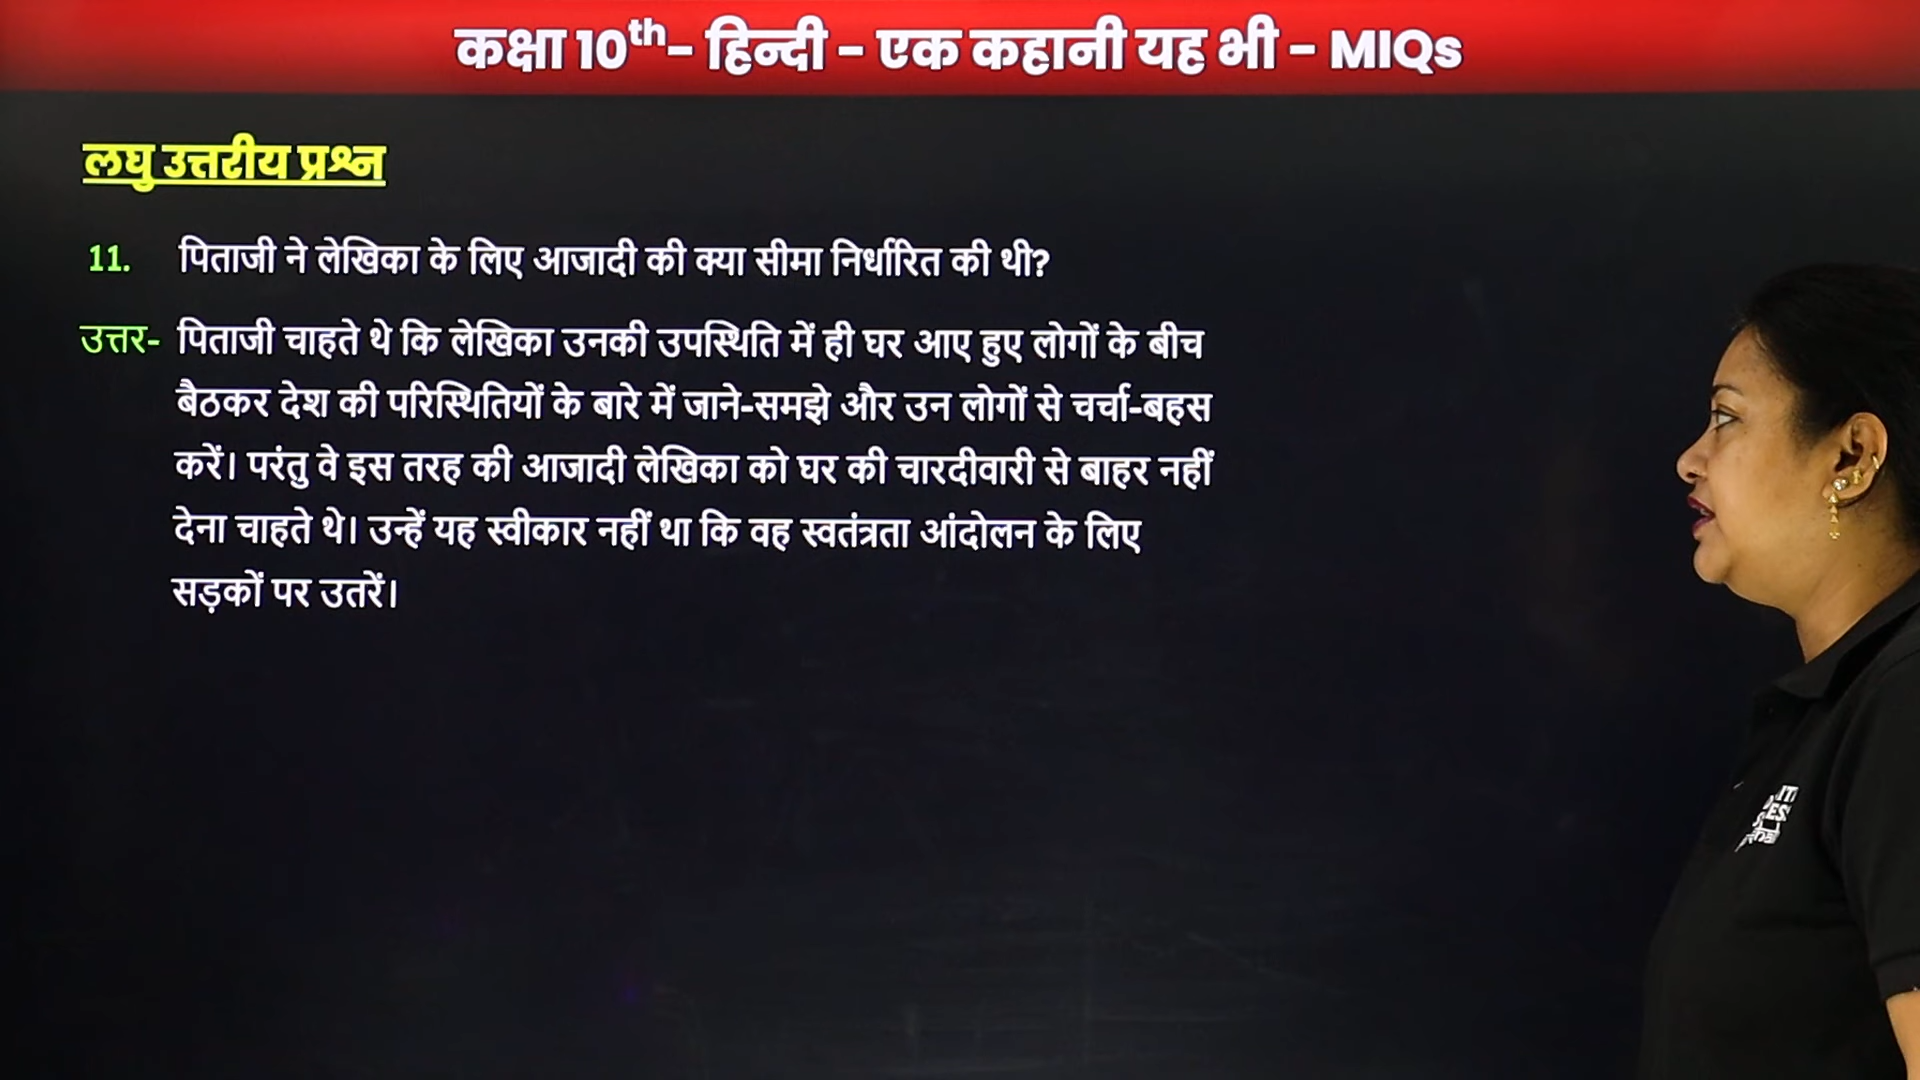 कक्षा 10th - हिन्दी - एक कहानी यह भी - MIQs
लघु उत्तरीय प्रश्न
11. पिताजी ने लेखिका के लिए आजादी की क्या सीमा निर्धारित की थी?
उत्तर- पिताजी चाहते थे कि लेखिका उनकी उपस्थिति में ही घर आए हुए लोगों के बीच
बैठकर देश की परिस्थितियों के बारे में जाने-समझे और उन लोगों से चर्चा-बहस
करें। परंतु वे इस तरह की आजादी लेखिका को घर की चारदीवारी से बाहर नहीं
देना चाहते थे। उन्हें यह स्वीकार नहीं था कि वह स्वतंत्रता आंदोलन के लिए
सड़कों पर उतरें।